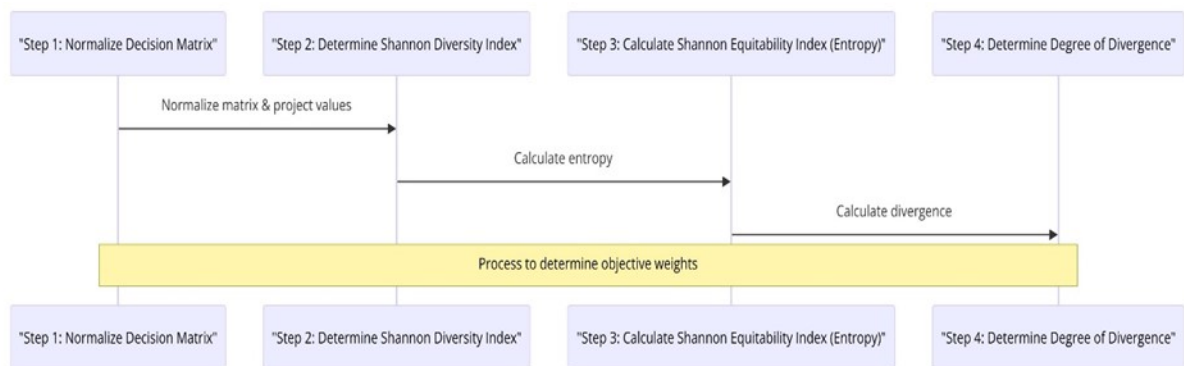 "Step 1: Normalize Decision Matrix"
"Step 2: Determine Shannon Diversity Index"
"Step 3: Calculate Shannon Equitability Index (Entropy)"
"Step 4: Determine Degree of Divergence"
Normalize matrix & project values
Calculate entropy
Calculate divergence
Process to determine objective weights
"Step 1: Normalize Decision Matrix"
"Step 2: Determine Shannon Diversity Index"
"Step 3: Calculate Shannon Equitability Index (Entropy)"
"Step 4: Determine Degree of Divergence"